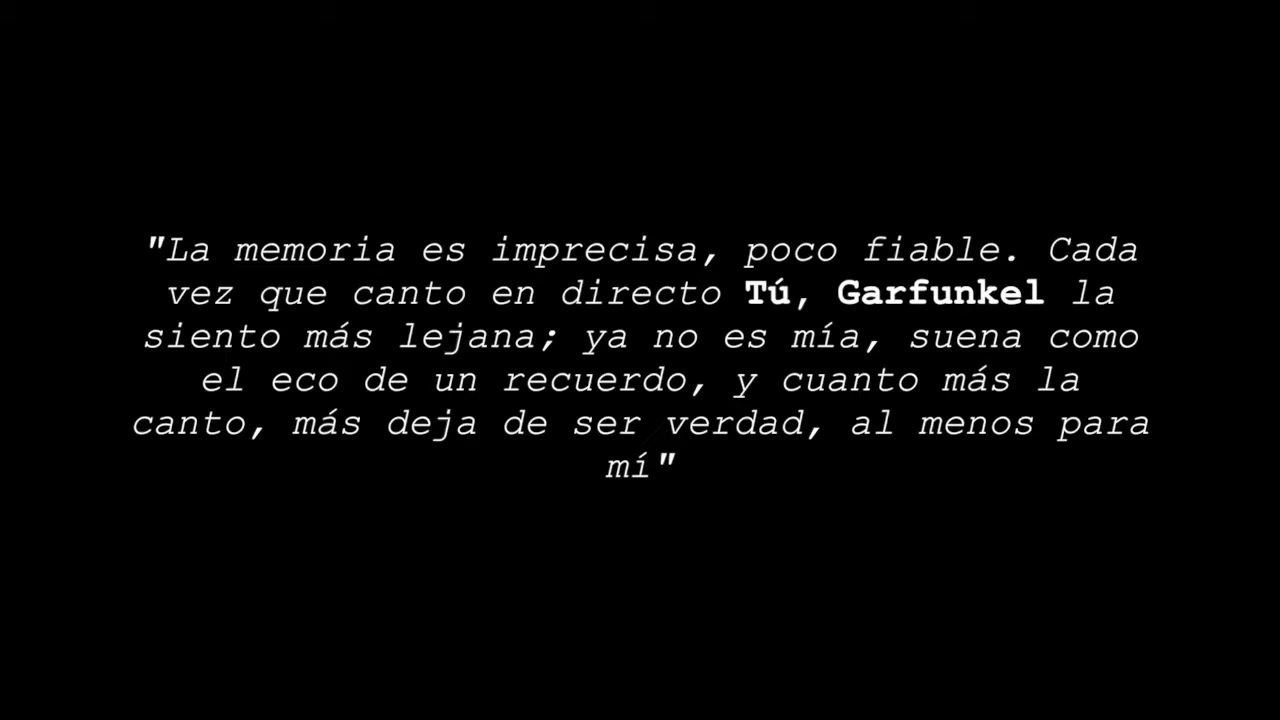 "La memoria es imprecisa, poco fiable. Cada
vez que canto en directo Tú, Garfunkel la
siento más lejana; ya no es mía, suena como
el eco de un recuerdo, y cuanto más la
canto, más deja de ser verdad, al menos para
mí"